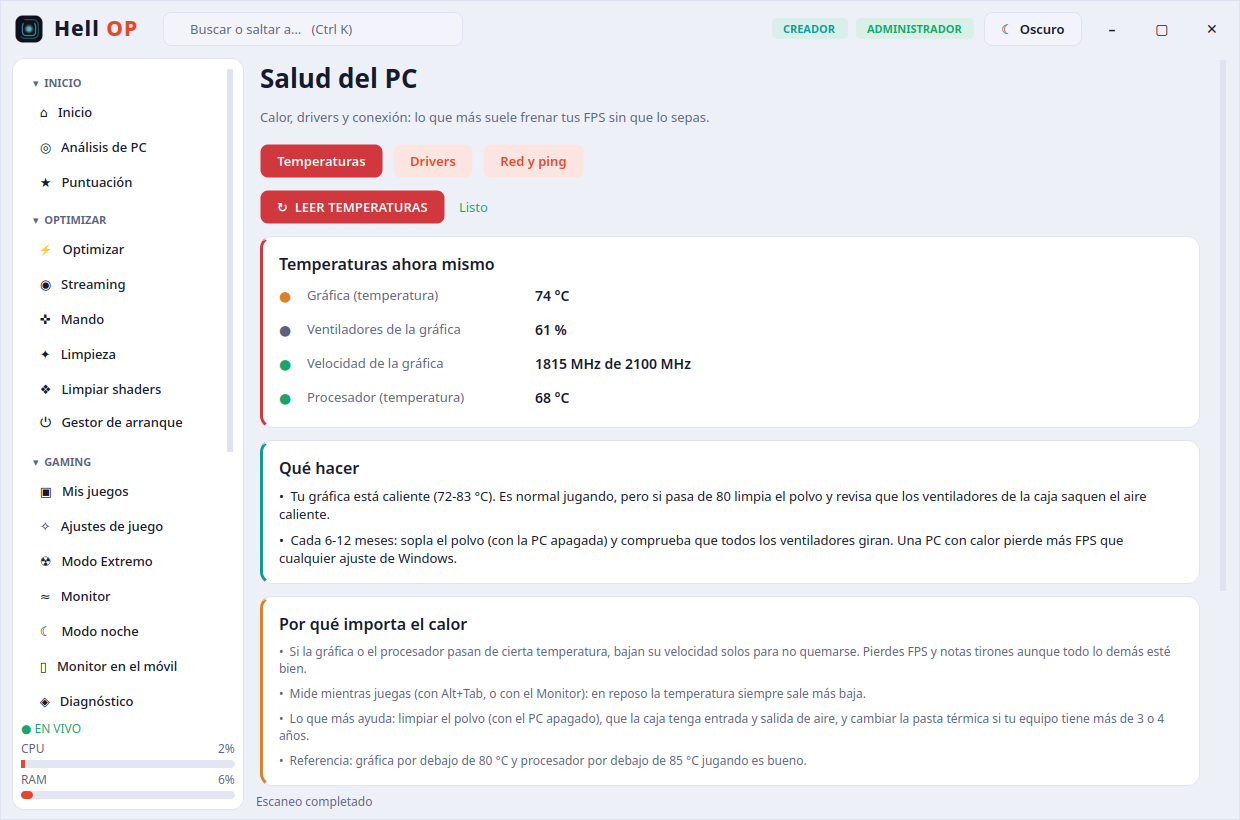 Hell OP
Buscar o saltar a... (Ctrl K)
CREADOR
ADMINISTRADOR
☾ Oscuro
▾ INICIO
⌂ Inicio
◎ Análisis de PC
★ Puntuación
▾ OPTIMIZAR
⚡ Optimizar
◉ Streaming
✜ Mando
✦ Limpieza
❖ Limpiar shaders
⏻ Gestor de arranque
▾ GAMING
▣ Mis juegos
✧ Ajustes de juego
☢ Modo Extremo
≈ Monitor
☾ Modo noche
▯ Monitor en el móvil
◈ Diagnóstico
● EN VIVO
CPU 2%
RAM 6%
Salud del PC
Calor, drivers y conexión: lo que más suele frenar tus FPS sin que lo sepas.
Temperaturas
Drivers
Red y ping
↻ LEER TEMPERATURAS
Listo
Temperaturas ahora mismo
Gráfica (temperatura) 74 °C
Ventiladores de la gráfica 61 %
Velocidad de la gráfica 1815 MHz de 2100 MHz
Procesador (temperatura) 68 °C
Qué hacer
• Tu gráfica está caliente (72-83 °C). Es normal jugando, pero si pasa de 80 limpia el polvo y revisa que los ventiladores de la caja saquen el aire
caliente.
• Cada 6-12 meses: sopla el polvo (con la PC apagada) y comprueba que todos los ventiladores giran. Una PC con calor pierde más FPS que
cualquier ajuste de Windows.
Por qué importa el calor
• Si la gráfica o el procesador pasan de cierta temperatura, bajan su velocidad solos para no quemarse. Pierdes FPS y notas tirones aunque todo lo demás esté
bien.
• Mide mientras juegas (con Alt+Tab, o con el Monitor): en reposo la temperatura siempre sale más baja.
• Lo que más ayuda: limpiar el polvo (con el PC apagado), que la caja tenga entrada y salida de aire, y cambiar la pasta térmica si tu equipo tiene más de 3 o 4
años.
• Referencia: gráfica por debajo de 80 °C y procesador por debajo de 85 °C jugando es bueno.
Escaneo completado